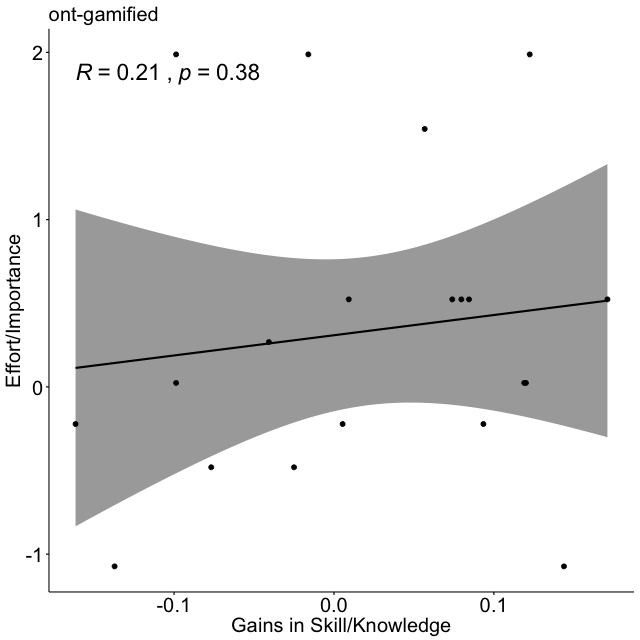 ont-gamified
R = 0.21 , p = 0.38
2
1
0
-1
Effort/Importance
-0.1 0.0 0.1
Gains in Skill/Knowledge